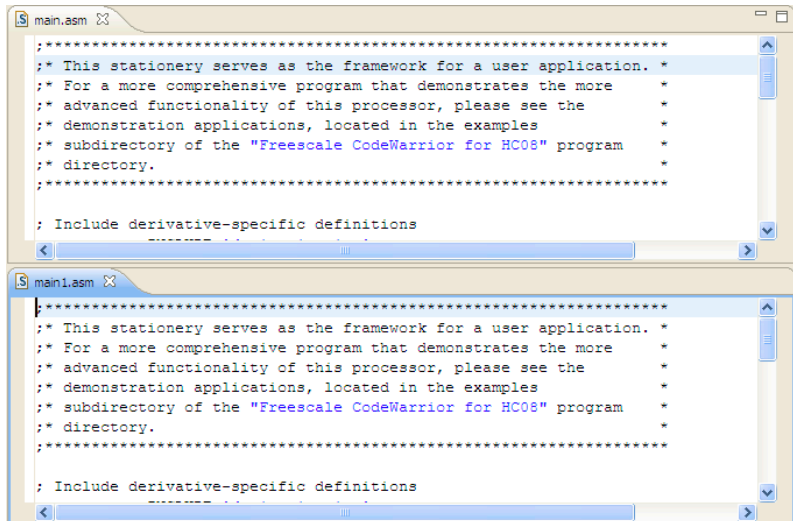 main.asm
;******************************************************************
;* This stationery serves as the framework for a user application. *
;* For a more comprehensive program that demonstrates the more *
;* advanced functionality of this processor, please see the *
;* demonstration applications, located in the examples *
;* subdirectory of the "Freescale CodeWarrior for HC08" program *
;* directory. *
;******************************************************************
; Include derivative-specific definitions
main1.asm
;******************************************************************
;* This stationery serves as the framework for a user application. *
;* For a more comprehensive program that demonstrates the more *
;* advanced functionality of this processor, please see the *
;* demonstration applications, located in the examples *
;* subdirectory of the "Freescale CodeWarrior for HC08" program *
;* directory. *
;******************************************************************
; Include derivative-specific definitions